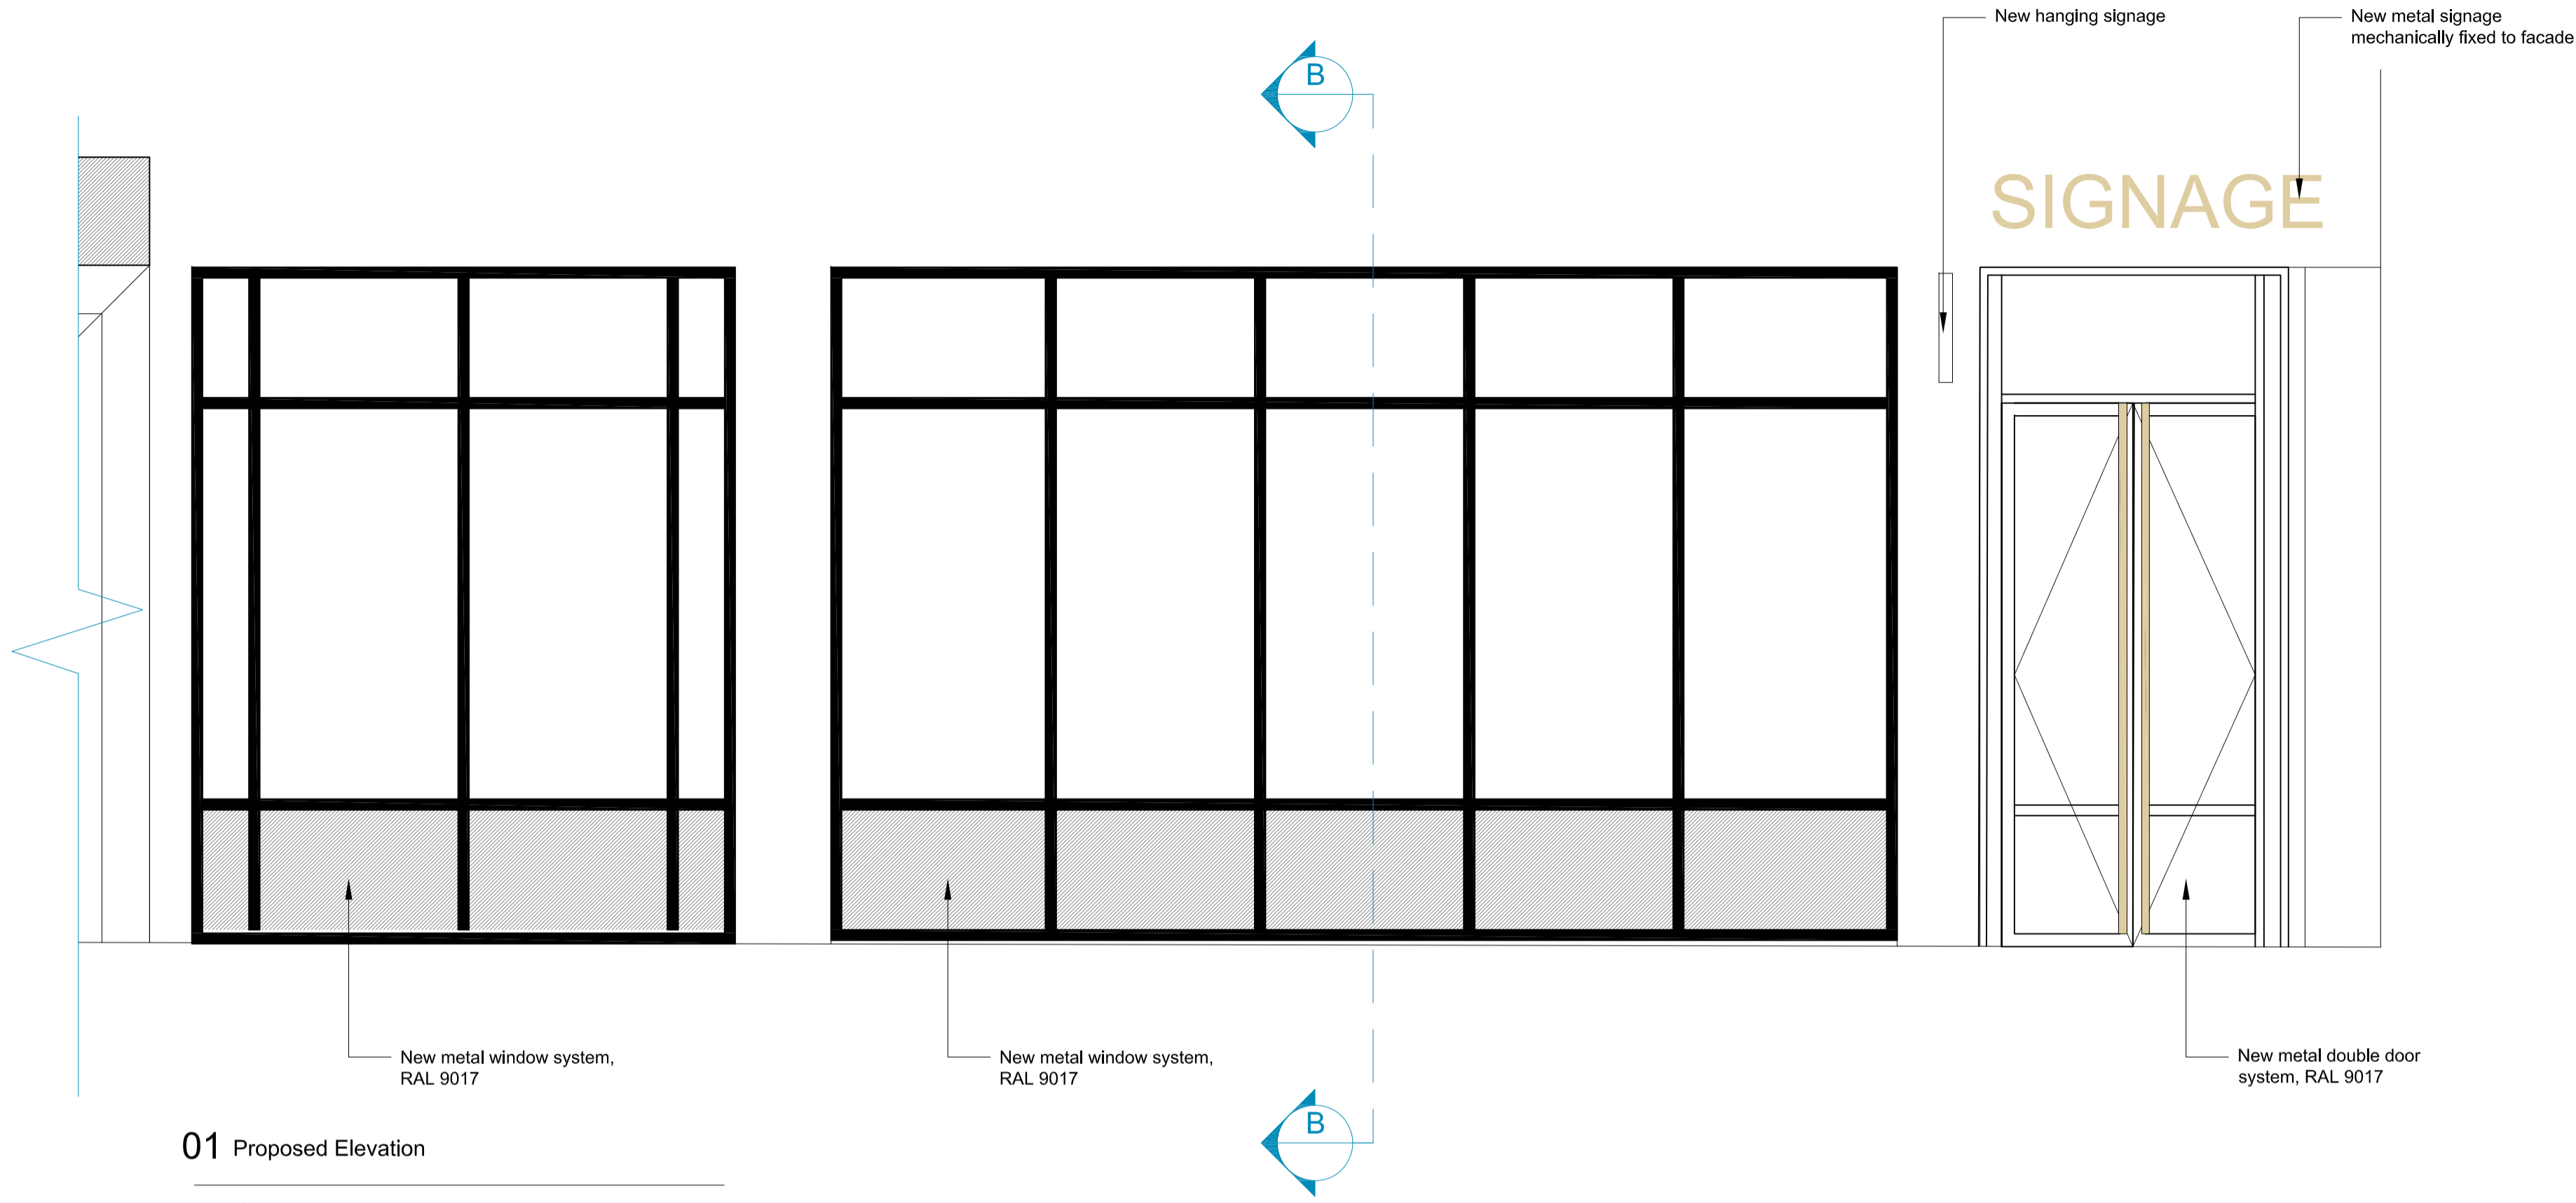 New hanging signage
New metal signage
mechanically fixed to facade
B
SIGNAGE
New metal window system,
RAL 9017
New metal window system,
RAL 9017
New metal double door
system, RAL 9017
B
01 Proposed Elevation